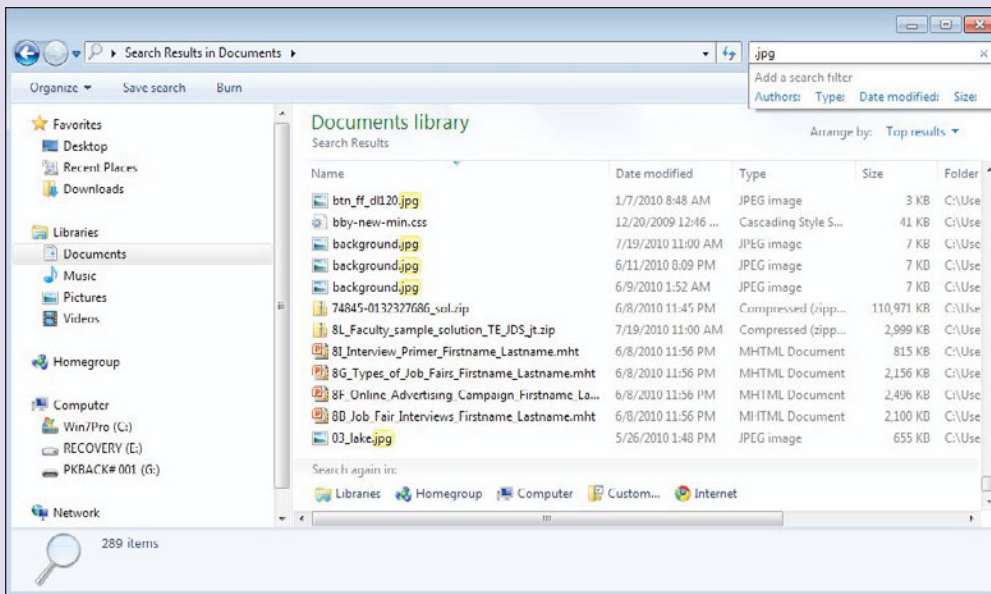 Search Results in Documents
.jpg
Add a search filter
Authors: Type: Date modified: Size:
Organize Save search Burn
Favorites
Desktop
Recent Places
Downloads
Libraries
Documents
Music
Pictures
Videos
Homegroup
Computer
Win7Pro (C:)
RECOVERY (E:)
PKBACK# 001 (G:)
Network
Documents library
Search Results
Arrange by: Top results
Name Date modified Type Size Folder
btn_ff_dl120.jpg 1/7/2010 8:48 AM JPEG image 3 KB C:\Use
bby-new-min.css 12/20/2009 12:46 ... Cascading Style S... 41 KB C:\Use
background.jpg 7/19/2010 11:00 AM JPEG image 7 KB C:\Use
background.jpg 6/11/2010 8:09 PM JPEG image 7 KB C:\Use
background.jpg 6/9/2010 1:52 AM JPEG image 7 KB C:\Use
74845-0132327686_sol.zip 6/8/2010 11:45 PM Compressed (zipp... 110,971 KB C:\Use
8L_Faculty_sample_solution_TE_JDS_jt.zip 7/19/2010 11:00 AM Compressed (zipp... 2,999 KB C:\Use
8I_Interview_Primer_Firstname_Lastname.mht 6/8/2010 11:56 PM MHTML Document 815 KB C:\Use
8G_Types_of_Job_Fairs_Firstname_Lastname.mht 6/8/2010 11:56 PM MHTML Document 2,156 KB C:\Use
8F_Online_Advertising_Campaign_Firstname_La... 6/8/2010 11:56 PM MHTML Document 2,496 KB C:\Use
8B_Job_Fair_Interviews_Firstname_Lastname.mht 6/8/2010 11:56 PM MHTML Document 2,100 KB C:\Use
03_lake.jpg 5/26/2010 1:48 PM JPEG image 655 KB C:\Use
Search again in:
Libraries Homegroup Computer Custom... Internet
289 items